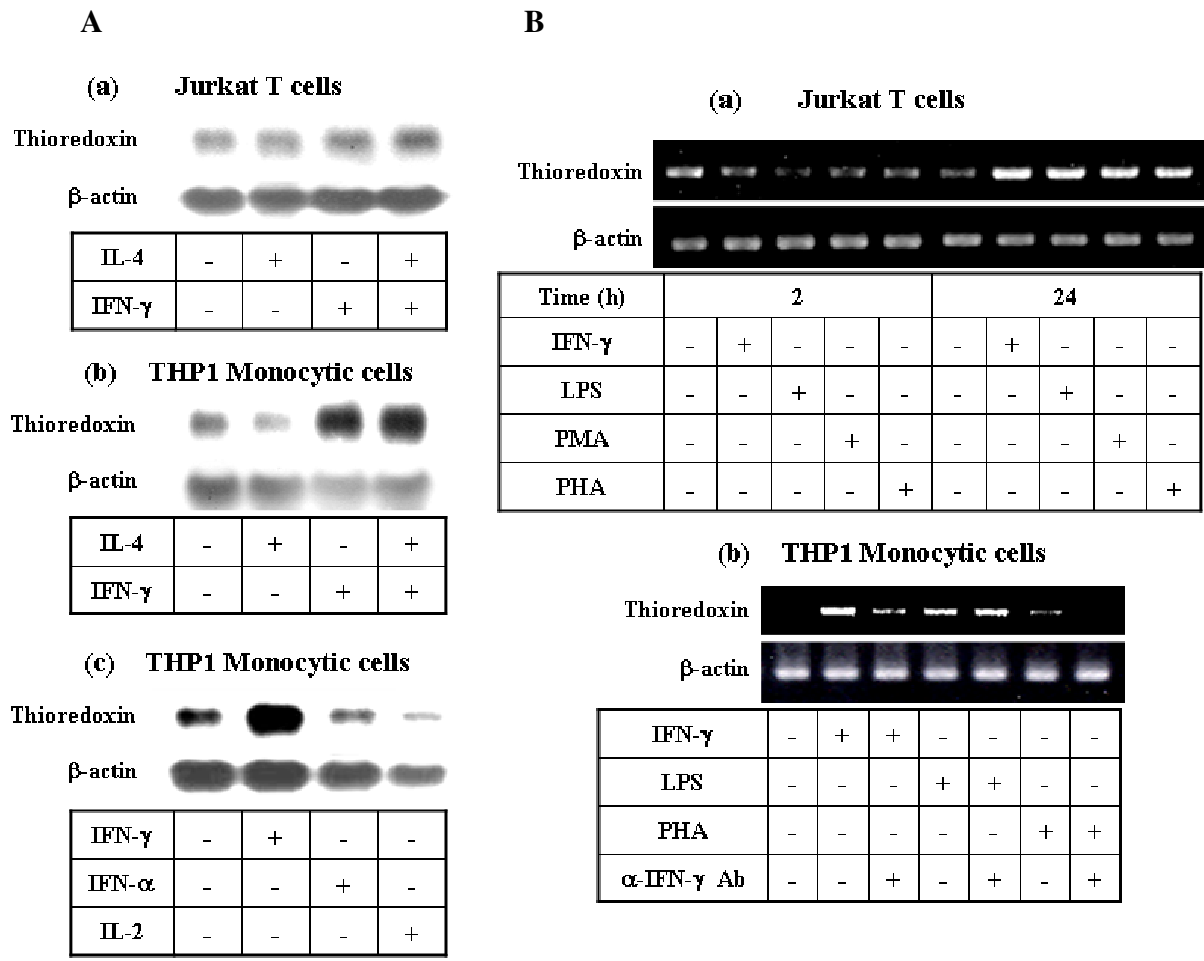 A
(a) Jurkat T cells
Thioredoxin
β-actin
IL-4 - + - +
IFN-γ - - + +
(b) THP1 Monocytic cells
Thioredoxin
β-actin
IL-4 - + - +
IFN-γ - - + +
(c) THP1 Monocytic cells
Thioredoxin
β-actin
IFN-γ - + - -
IFN-α - - + -
IL-2 - - - +
B
(a) Jurkat T cells
Thioredoxin
β-actin
Time (h) 2 24
IFN-γ - + - - - - + - - -
LPS - - + - - - - + - -
PMA - - - + - - - - + -
PHA - - - - + - - - - +
(b) THP1 Monocytic cells
Thioredoxin
β-actin
IFN-γ - + + - - - -
LPS - - - + + - -
PHA - - - - - + +
α-IFN-γ Ab - - + - + - +